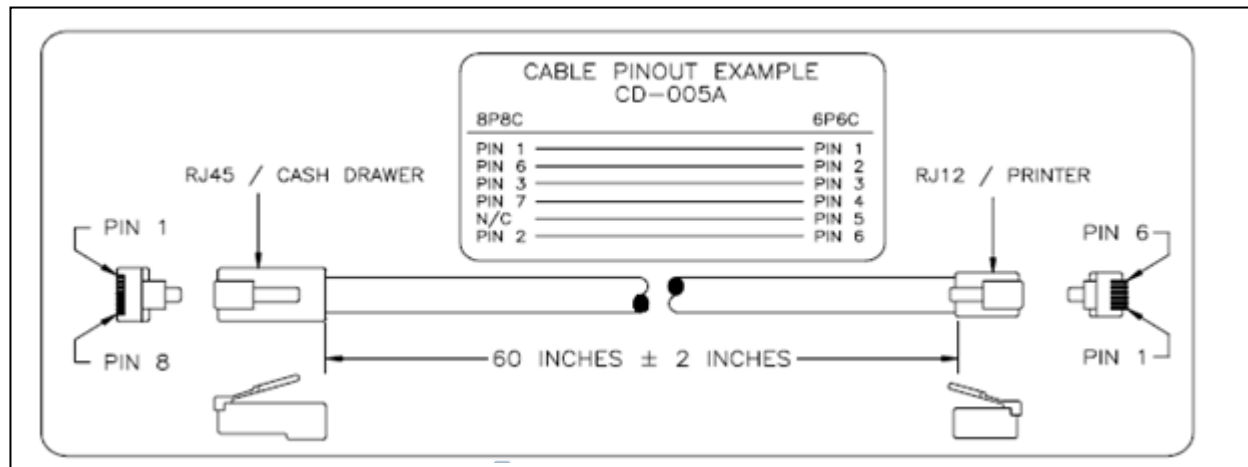 CABLE PINOUT EXAMPLE
CD-005A
8P8C 6P6C
PIN 1 PIN 1
PIN 6 PIN 2
PIN 3 PIN 3
PIN 7 PIN 4
N/C PIN 5
PIN 2 PIN 6
RJ45 / CASH DRAWER
RJ12 / PRINTER
PIN 1
PIN 8
PIN 6
PIN 1
60 INCHES ± 2 INCHES